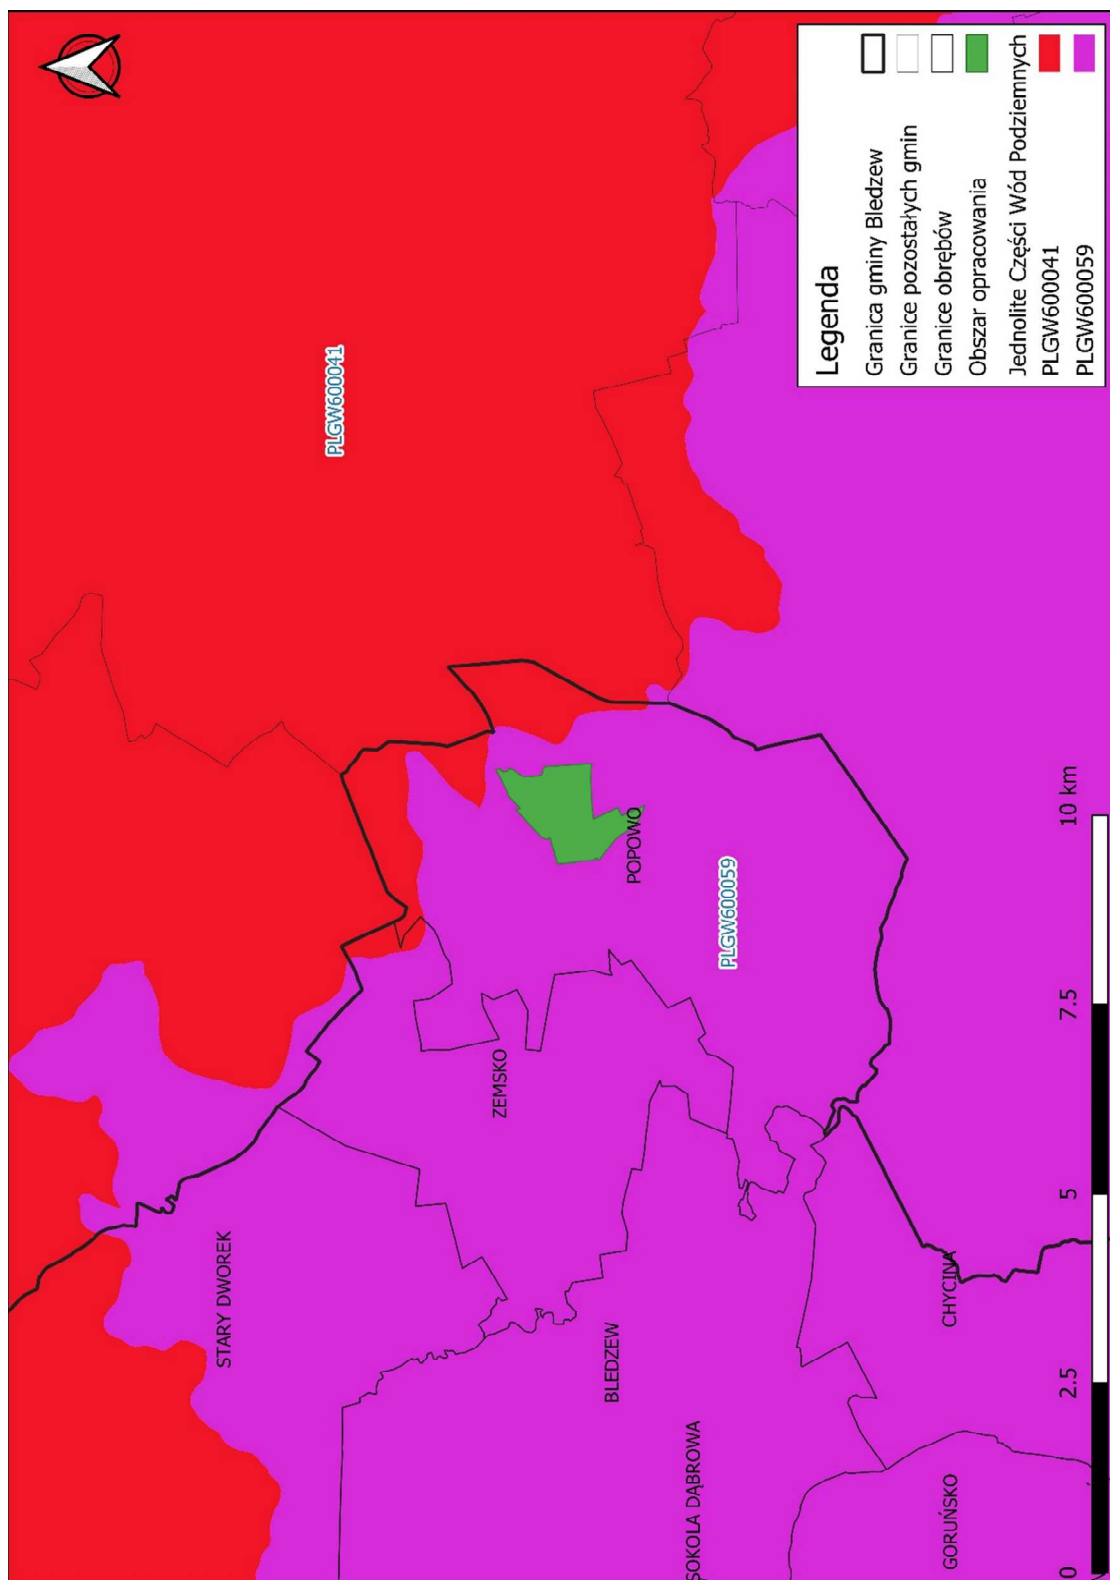 PLGW600041
STARY DWOREK
ZEMSKO
BLEDZEW
POPOWO
SOKOLA DĄBROWA
PLGW600059
GORUŃSKO
CHYCINA
0
2.5
5
7.5
10 km
Legenda
Granica gminy Bledzew
Granice pozostałych gmin
Granice obrębów
Obszar opracowania
Jednolite Części Wód Podziemnych
PLGW600041
PLGW600059